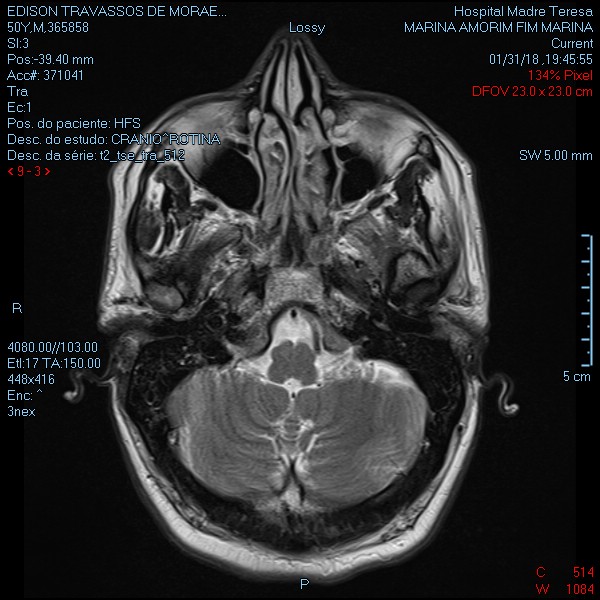 EDISON TRAVASSOS DE MORAE...
50Y,M,365858
Sl:3
Pos:-39.40 mm
Acc#: 371041
Tra
Ec:1
Pos. do paciente: HFS
Desc. do estudo: CRANIO^ROTINA
Desc. da série: t2_tse_tra_512
< 9 - 3 >
Lossy
Hospital Madre Teresa
MARINA AMORIM FIM MARINA
Current
01/31/18 ,19:45:55
134% Pixel
DFOV 23.0 x 23.0 cm
SW 5.00 mm
R
4080.00//103.00
Etl:17 TA:150.00
448x416
Enc: ^
3nex
5 cm
P
C 514
W 1084